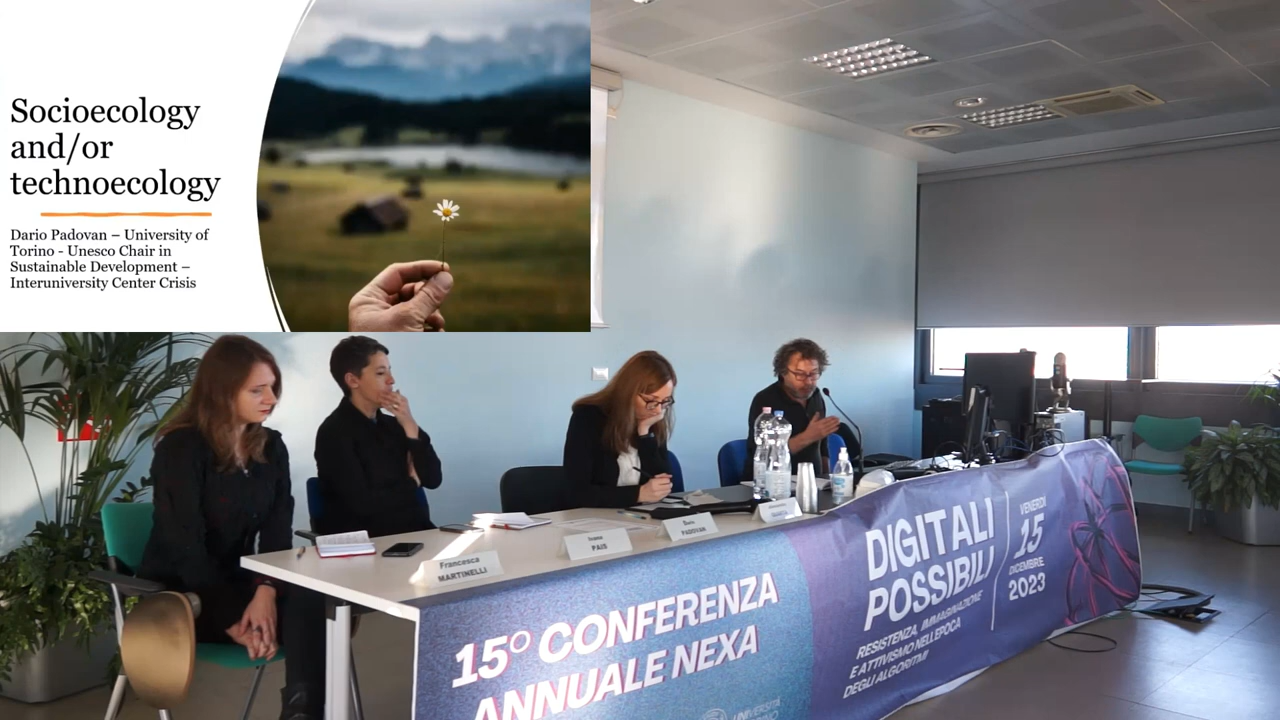 Socioecology
and/or
technoecology
Dario Padovan – University of
Torino - Unesco Chair in
Sustainable Development –
Interuniversity Center Crisis
Francesca
MARTINELLI
Ivana
PAIS
Dario
PADOVAN
15° CONFERENZA
ANNUALE NEXA
DIGITALI
POSSIBILI
RESISTENZA, IMMAGINAZIONE
E ATTIVISMO NELL'EPOCA
DEGLI ALGORITMI
VENERDÌ
15
DICEMBRE
2023